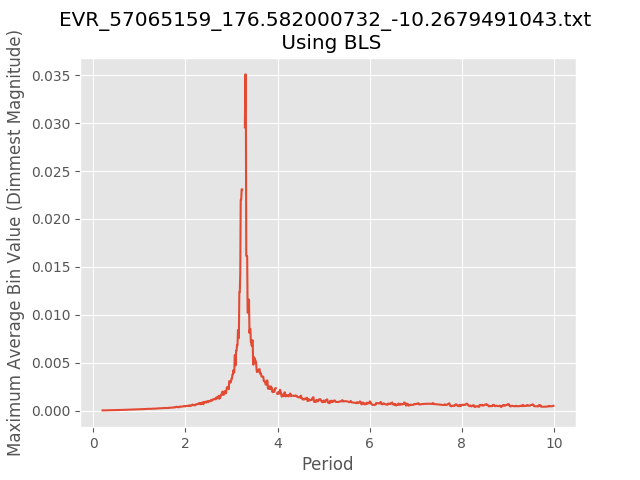 EVR_57065159_176.582000732_-10.2679491043.txt
Using BLS
Maximum Average Bin Value (Dimmest Magnitude)
0.035
0.030
0.025
0.020
0.015
0.010
0.005
0.000
0 2 4 6 8 10
Period